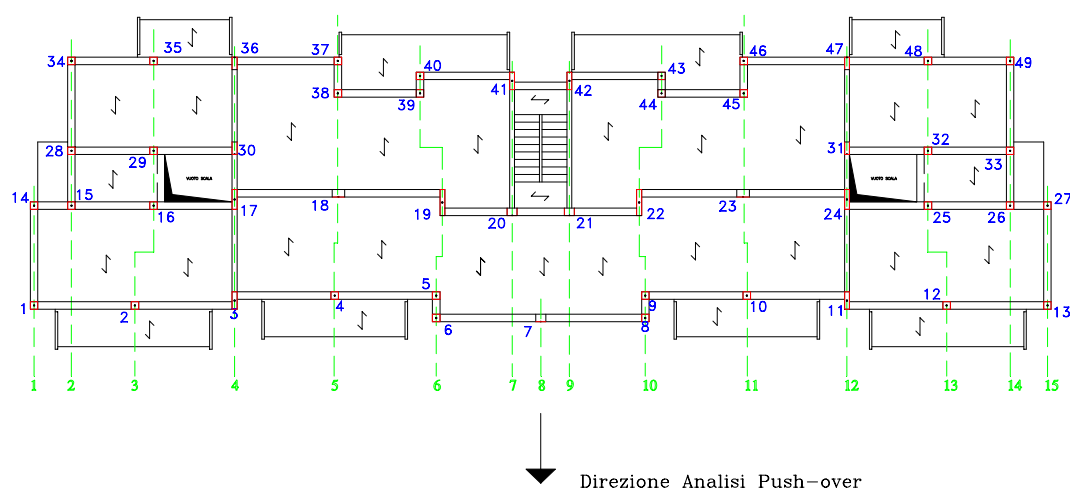 35 36 37 46 47 48
34 40 43 49
38 39 41 42 44 45
28 29 30 31 32 33
VUOTO SCALA VUOTO SCALA
14 15 16 17 18 19 20 21 22 23 24 25 26 27
1 2 3 4 5 6 7 8 9 10 11 12 13
1 2 3 4 5 6 7 8 9 10 11 12 13 14 15
Direzione Analisi Push-over